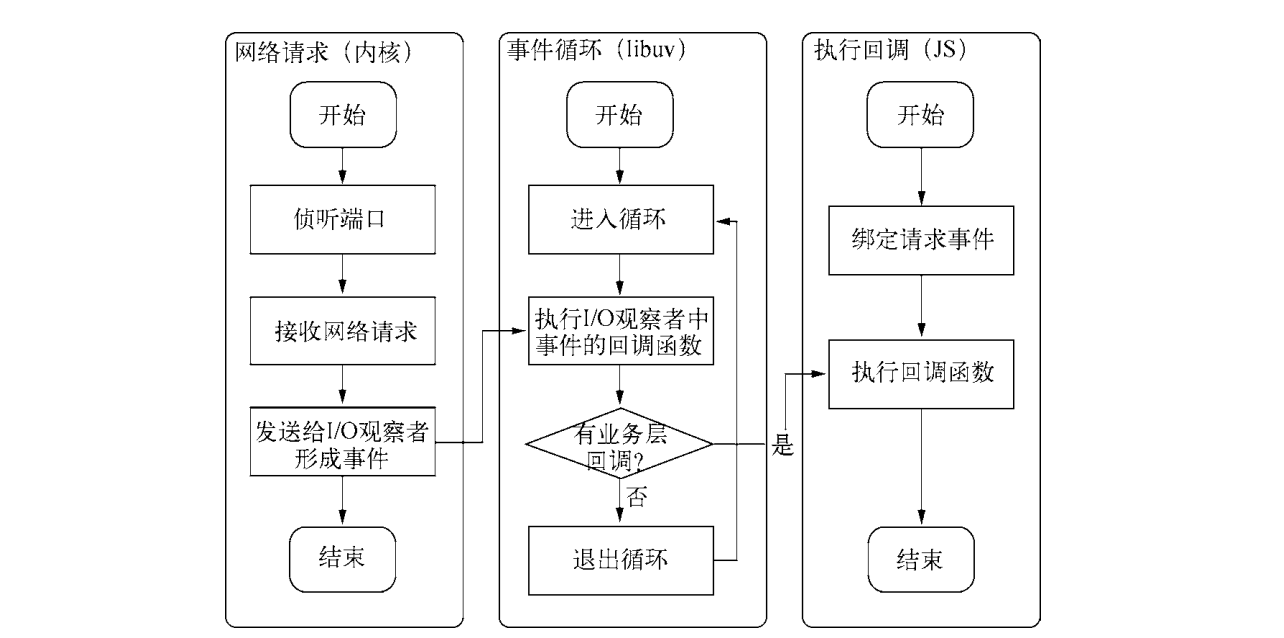 网络请求（内核）
开始
侦听端口
接收网络请求
发送给I/O观察者
形成事件
结束
事件循环（libuv）
开始
进入循环
执行I/O观察者中
事件的回调函数
有业务层
回调？
是
否
退出循环
执行回调（JS）
开始
绑定请求事件
执行回调函数
结束